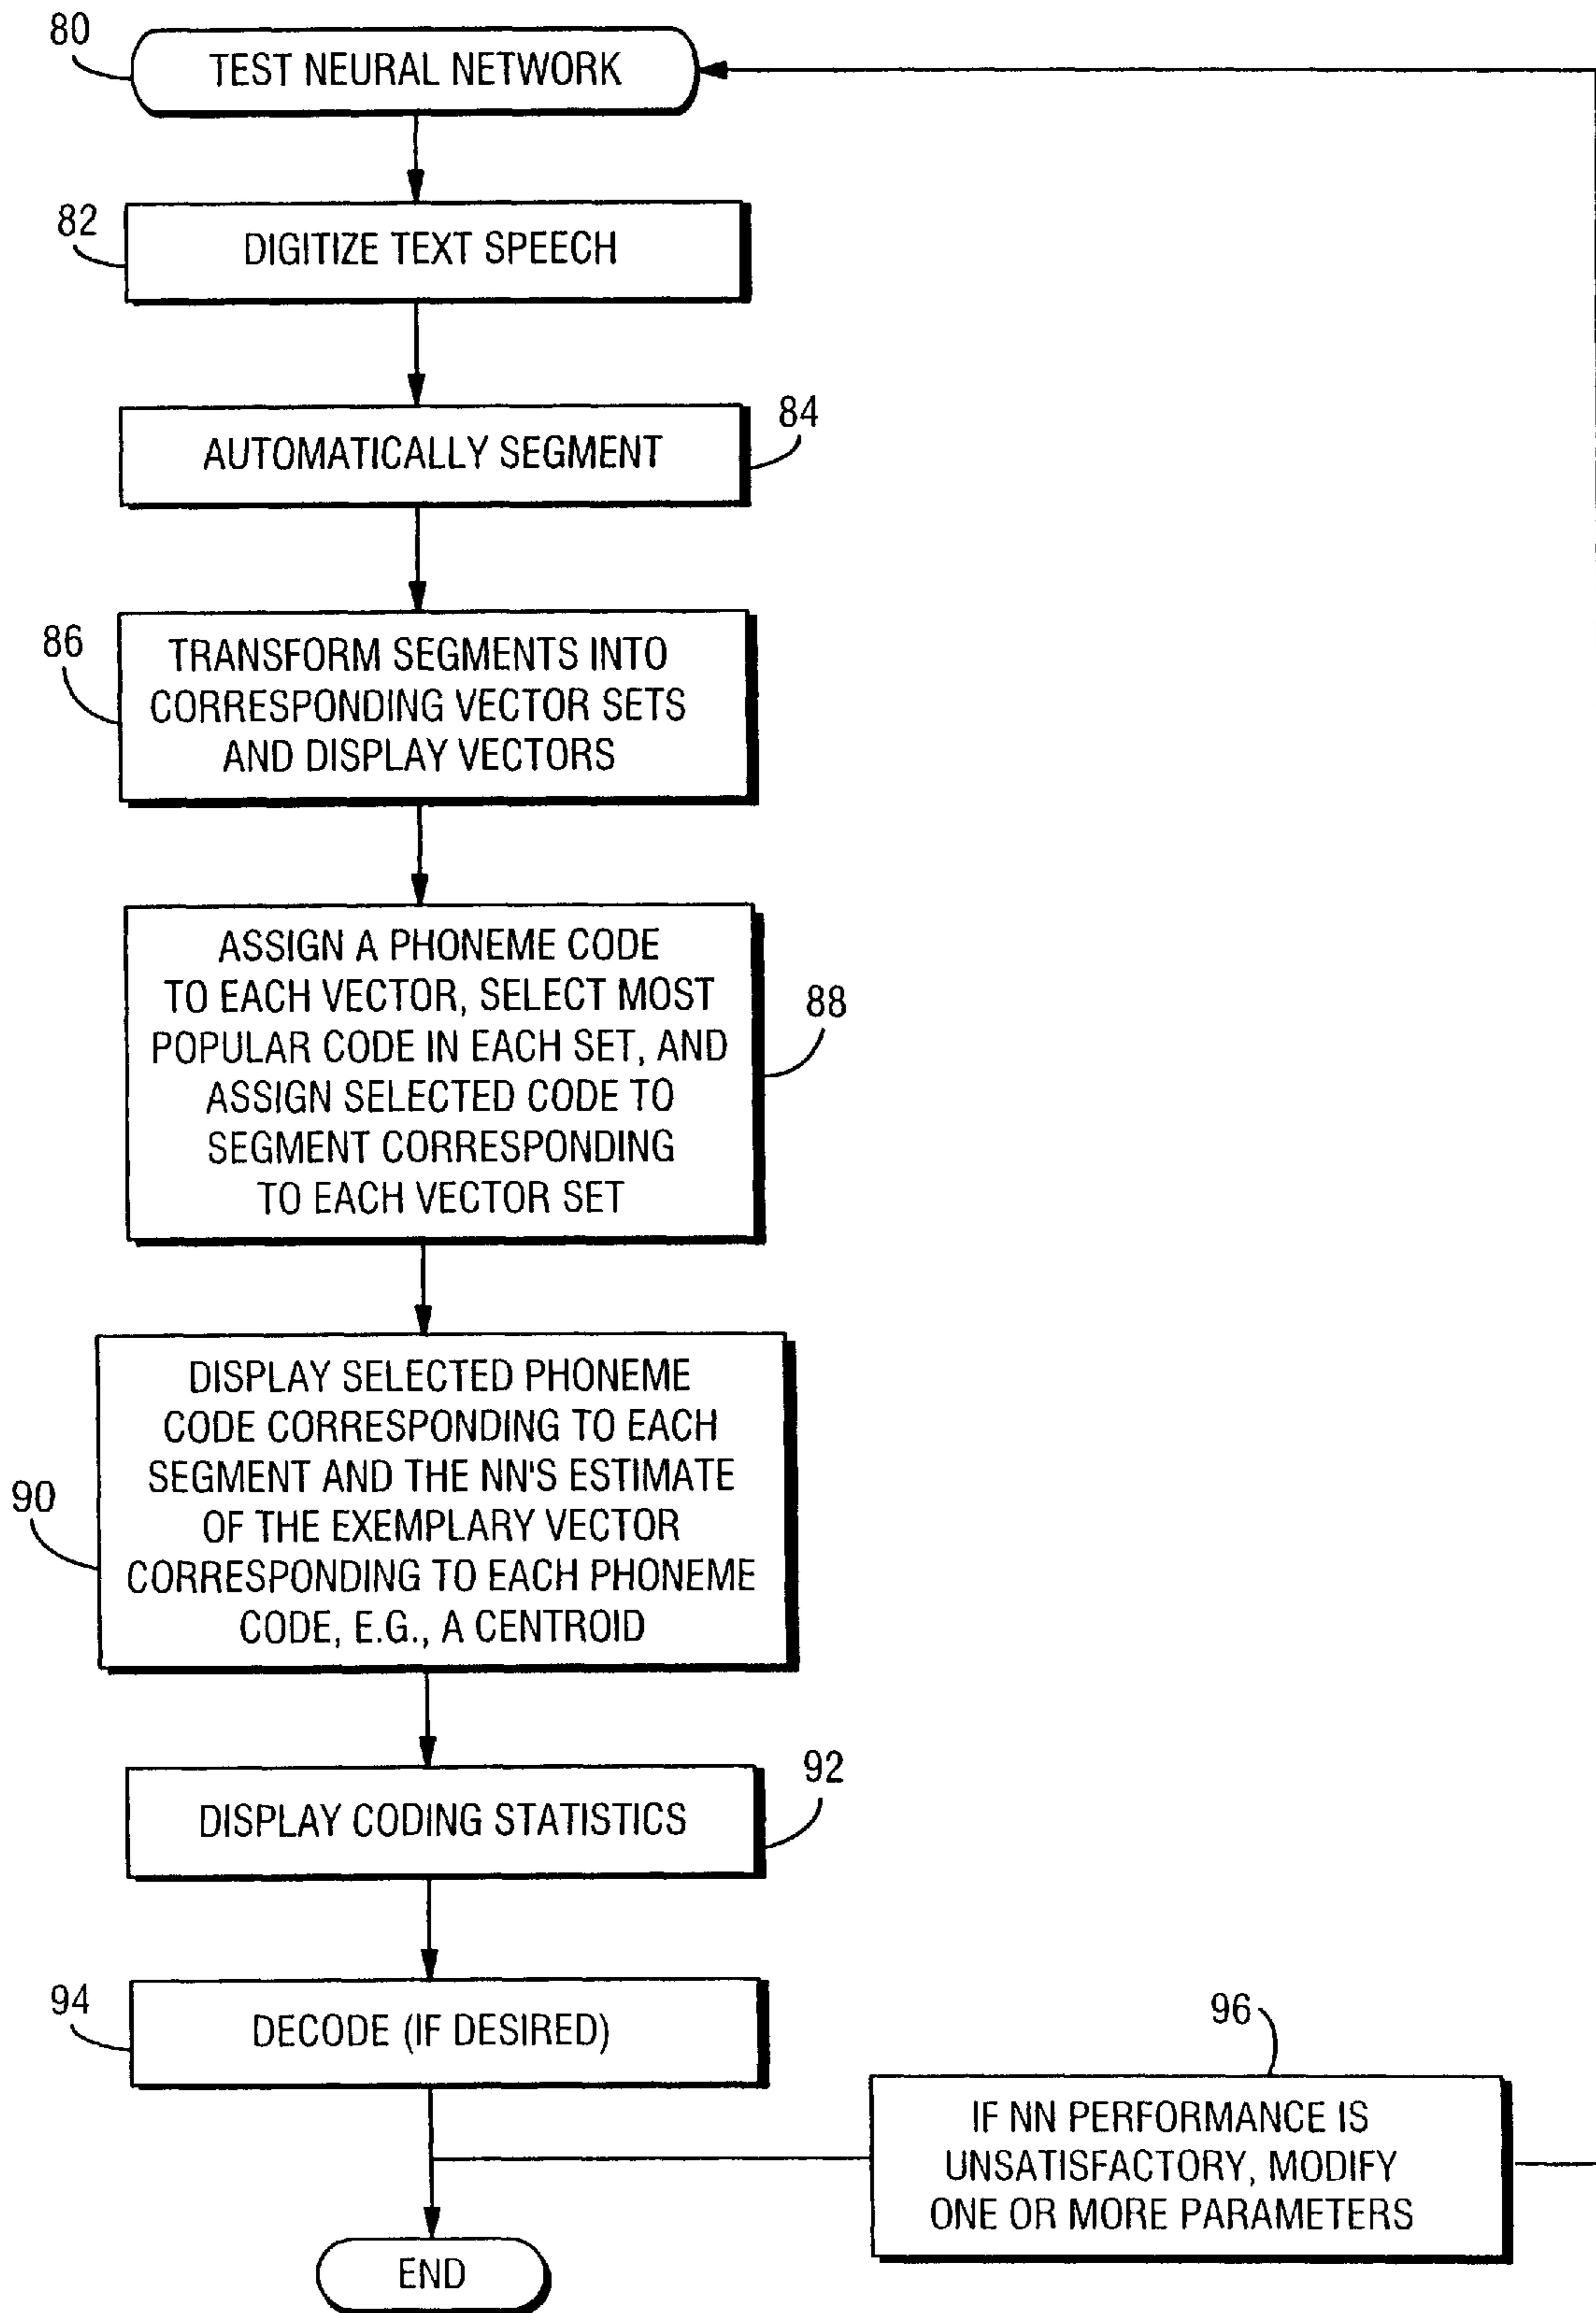 80
TEST NEURAL NETWORK
82
DIGITIZE TEXT SPEECH
84
AUTOMATICALLY SEGMENT
86
TRANSFORM SEGMENTS INTO
CORRESPONDING VECTOR SETS
AND DISPLAY VECTORS
88
ASSIGN A PHONEME CODE
TO EACH VECTOR, SELECT MOST
POPULAR CODE IN EACH SET, AND
ASSIGN SELECTED CODE TO
SEGMENT CORRESPONDING
TO EACH VECTOR SET
90
DISPLAY SELECTED PHONEME
CODE CORRESPONDING TO EACH
SEGMENT AND THE NN'S ESTIMATE
OF THE EXEMPLARY VECTOR
CORRESPONDING TO EACH PHONEME
CODE, E.G., A CENTROID
92
DISPLAY CODING STATISTICS
94
DECODE (IF DESIRED)
96
IF NN PERFORMANCE IS
UNSATISFACTORY, MODIFY
ONE OR MORE PARAMETERS
END